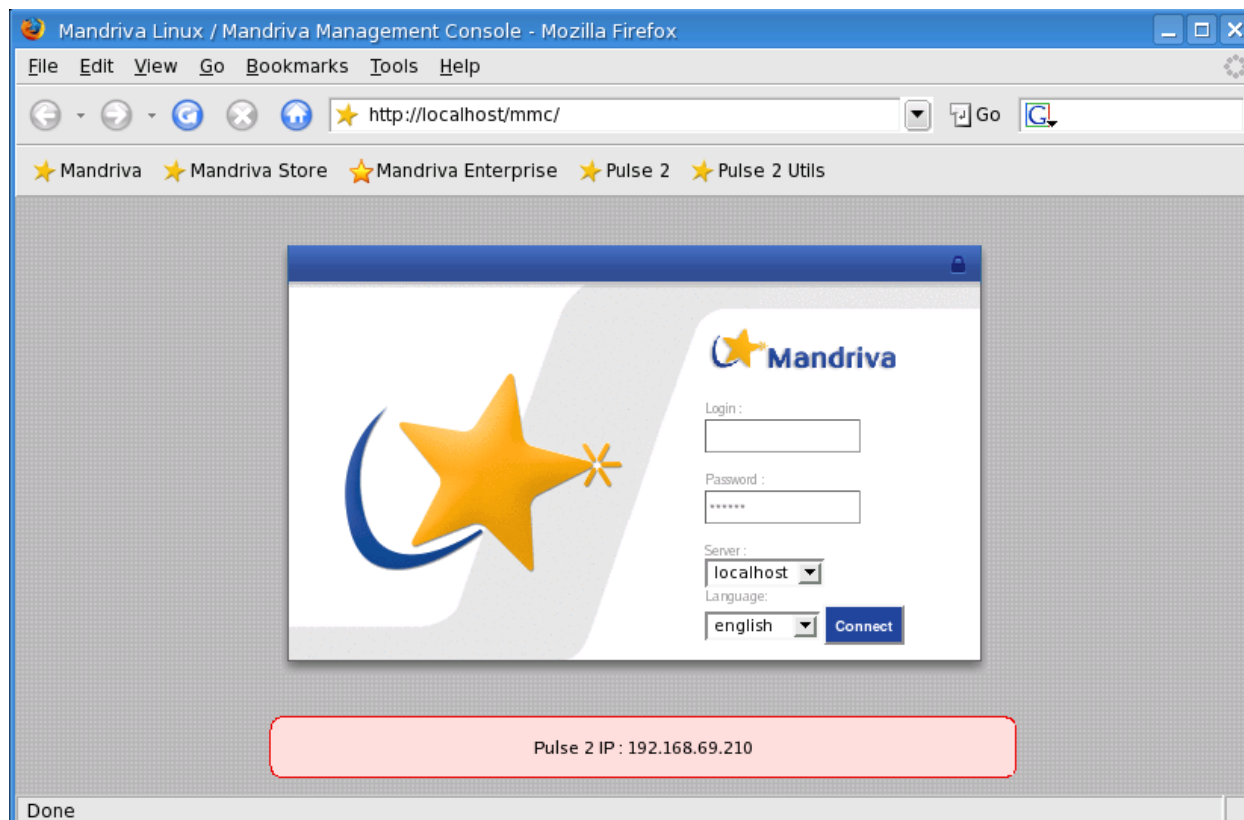 Mandriva Linux / Mandriva Management Console - Mozilla Firefox
File Edit View Go Bookmarks Tools Help
http://localhost/mmc/ Go G
Mandriva Mandriva Store Mandriva Enterprise Pulse 2 Pulse 2 Utils
Mandriva
Login :
Password :
******
Server :
localhost
Language:
english Connect
Pulse 2 IP : 192.168.69.210
Done